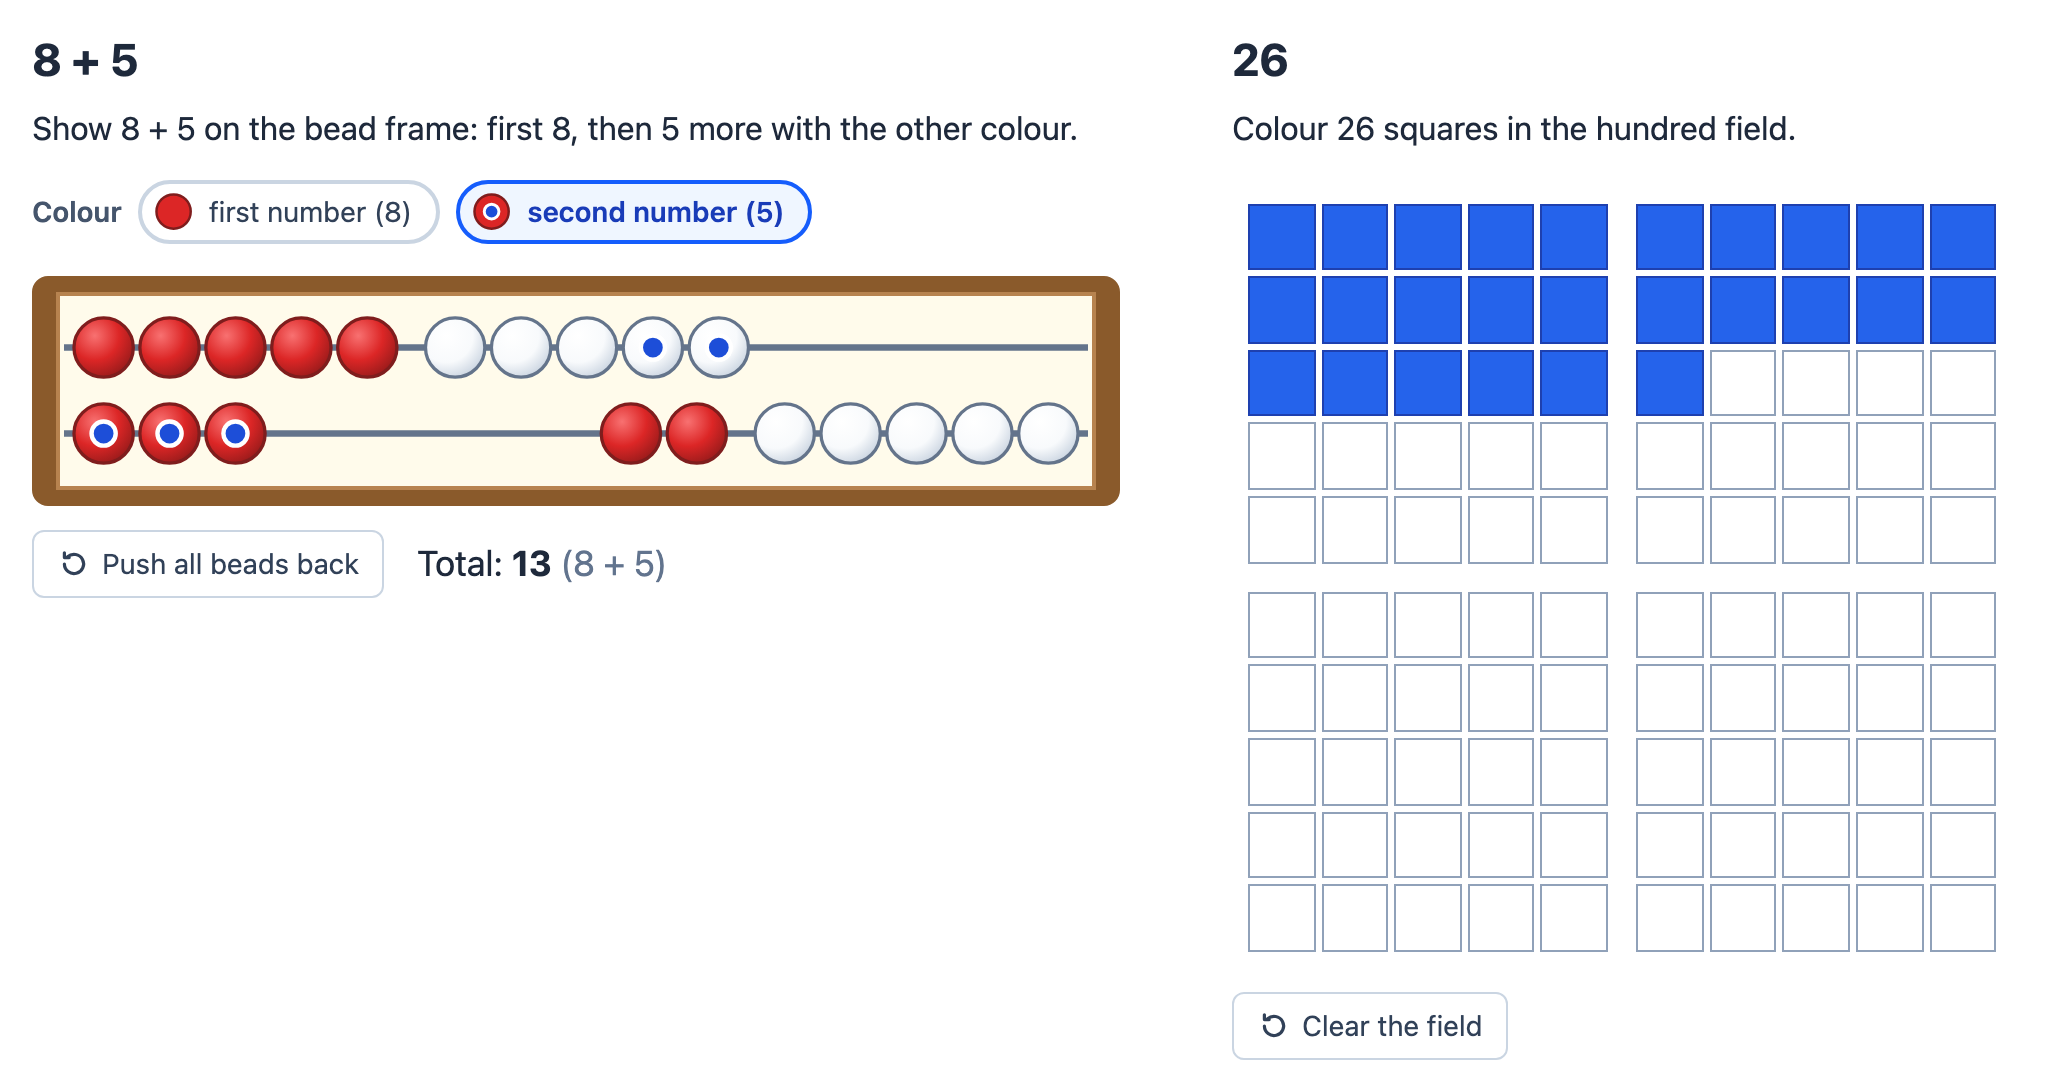 8 + 5
Show 8 + 5 on the bead frame: first 8, then 5 more with the other colour.
Colour first number (8) second number (5)
Push all beads back Total: 13 (8 + 5)
26
Colour 26 squares in the hundred field.
Clear the field